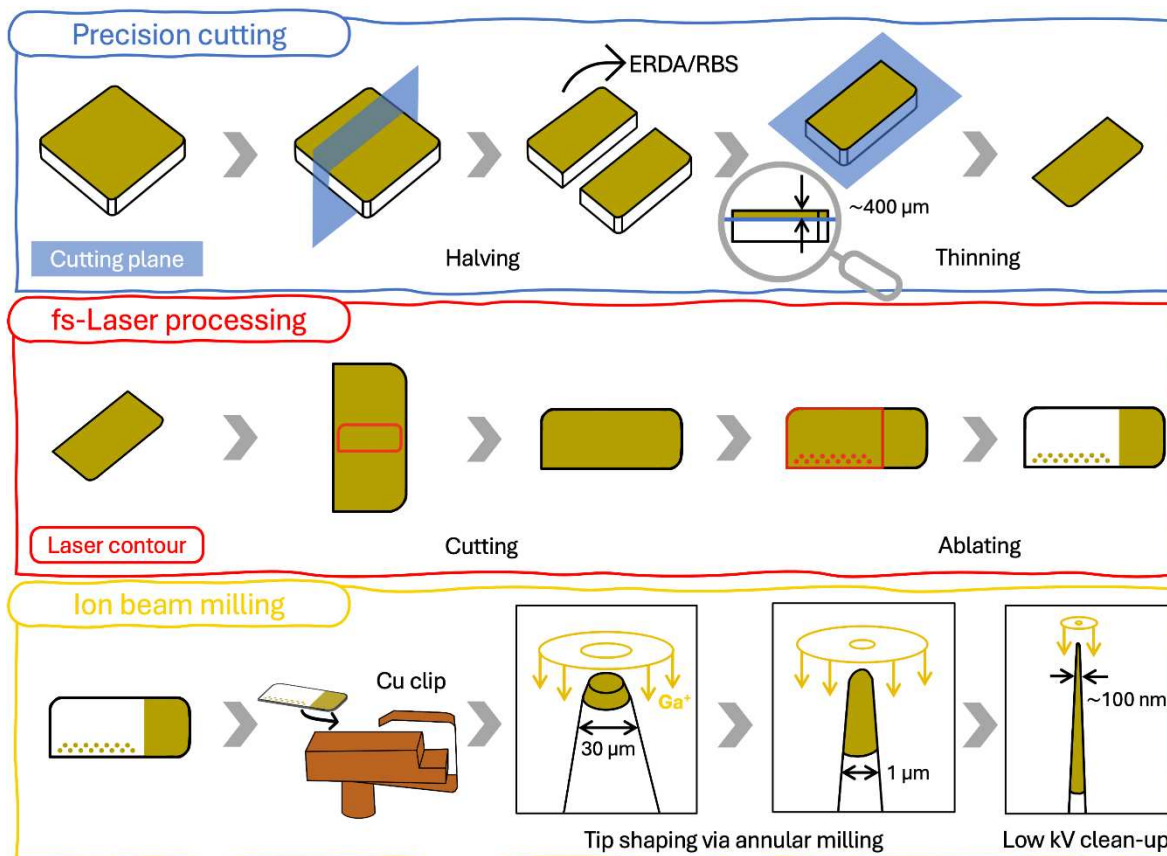 Precision cutting
ERDA/RBS
~400 µm
Cutting plane
Halving
Thinning
fs-Laser processing
Laser contour
Cutting
Ablating
Ion beam milling
Cu clip
Ga⁺
30 µm
1 µm
~100 nm
Tip shaping via annular milling
Low kV clean-up